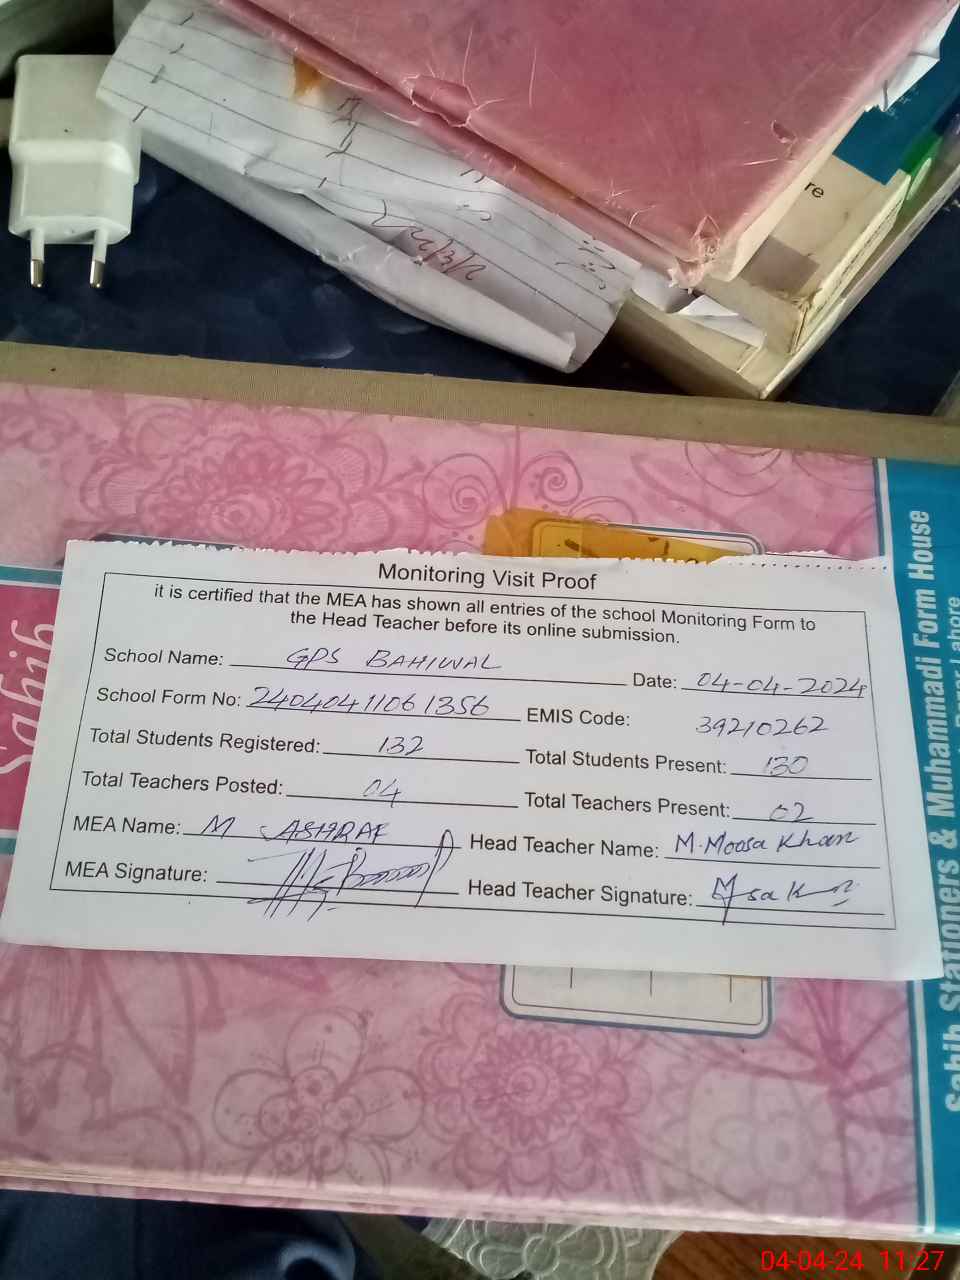 re
Monitoring Visit Proof
it is certified that the MEA has shown all entries of the school Monitoring Form to
the Head Teacher before its online submission.
School Name: GPS BAHIWAL
Date: 04-04-2024
School Form No: 24040411061356
EMIS Code: 39210262
Total Students Registered: 132
Total Students Present: 130
Total Teachers Posted: 04
Total Teachers Present: 02
MEA Name: M ASHRAF
Head Teacher Name: M. Moosa Khan
MEA Signature:
Head Teacher Signature:
Sahib
Sahib Stationers & Muhammadi Form House
Lahore
04-04-24 11:27